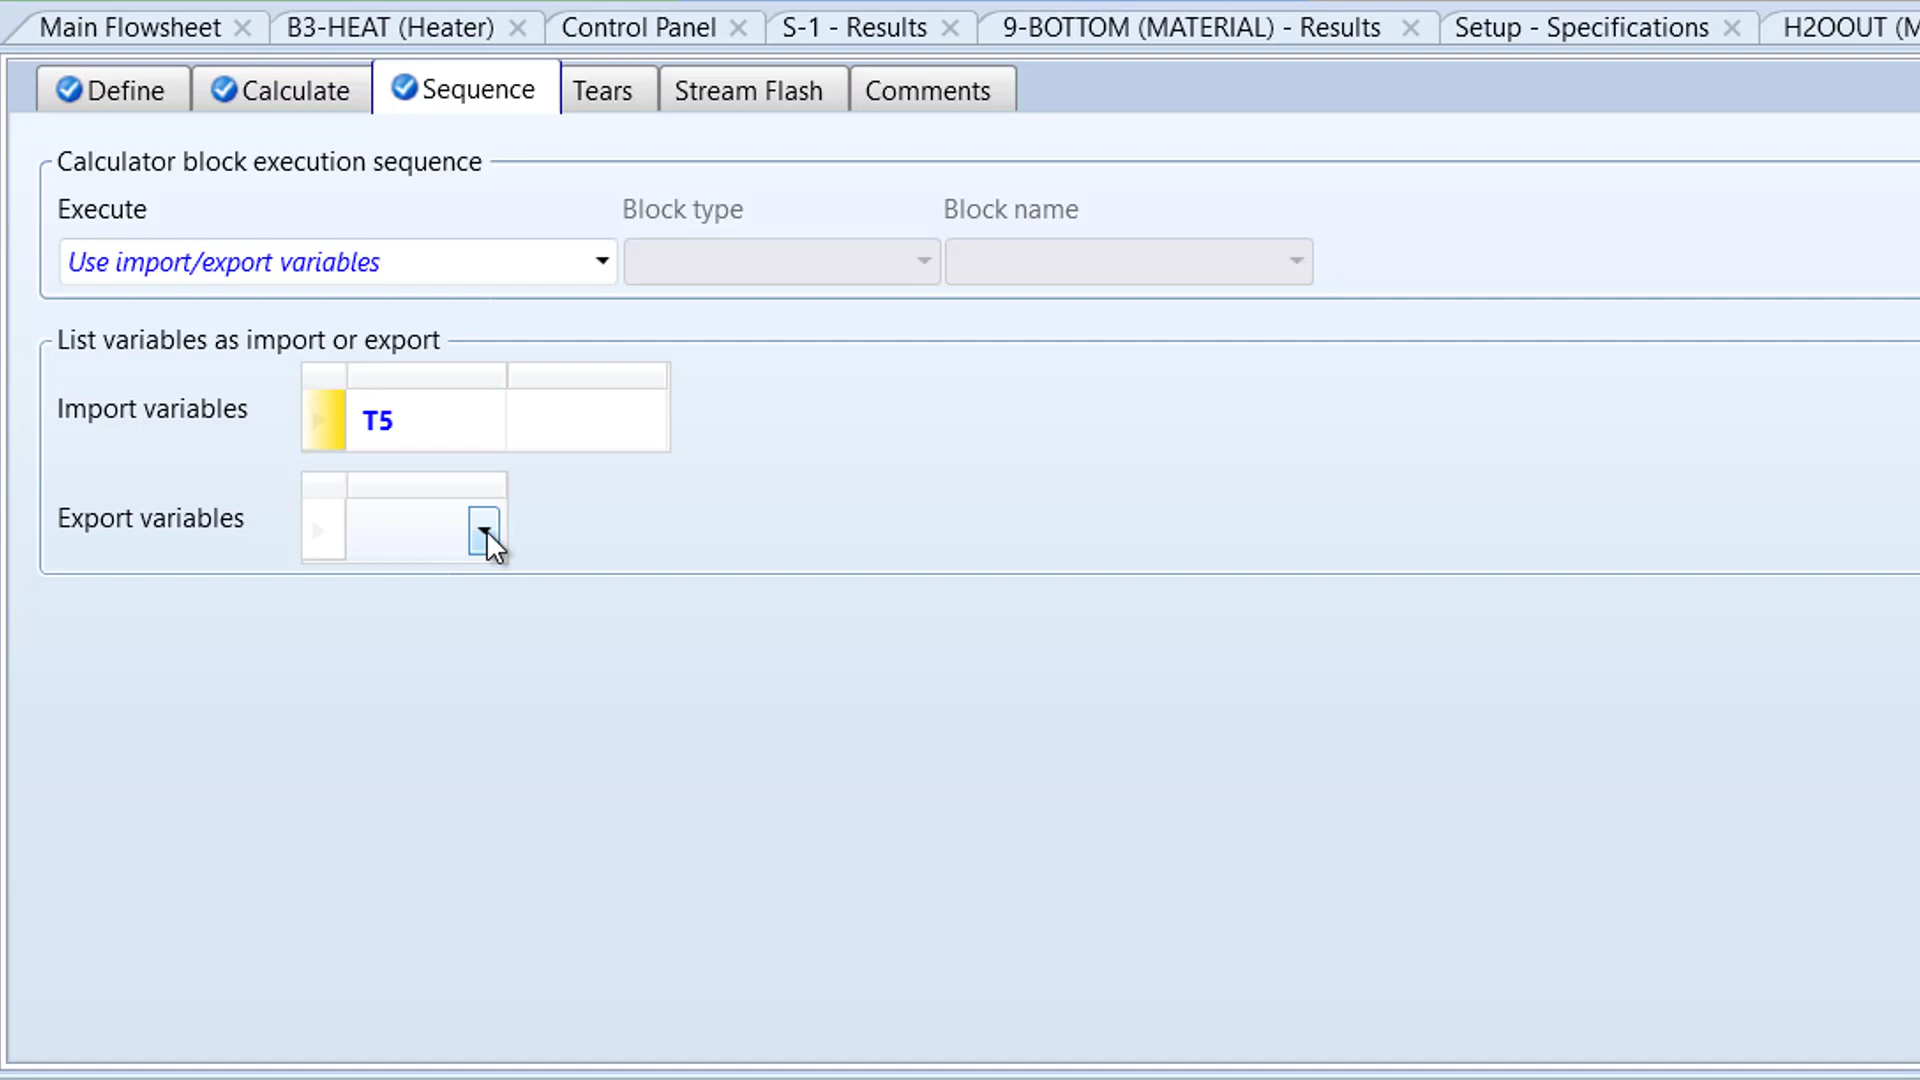 Main Flowsheet B3-HEAT (Heater) Control Panel S-1 - Results 9-BOTTOM (MATERIAL) - Results Setup - Specifications H2OOUT (M
Define Calculate Sequence Tears Stream Flash Comments
Calculator block execution sequence
Execute Block type Block name
Use import/export variables
List variables as import or export
Import variables T5
Export variables